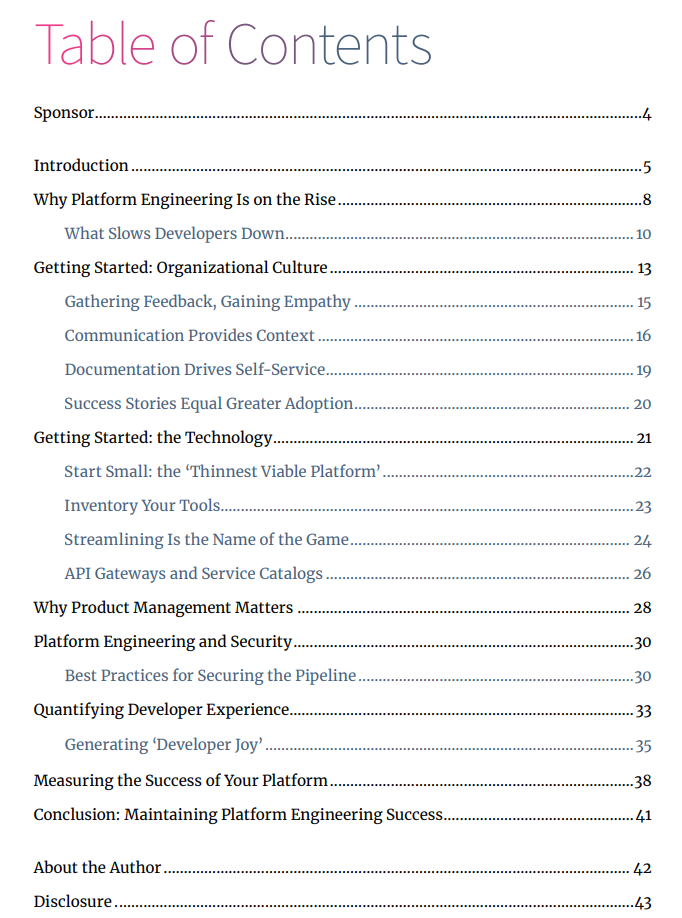 Table of Contents
Sponsor....................................................................................................................4
Introduction ............................................................................................................5
Why Platform Engineering Is on the Rise.................................................................8
What Slows Developers Down.......................................................................... 10
Getting Started: Organizational Culture................................................................. 13
Gathering Feedback, Gaining Empathy ............................................................ 15
Communication Provides Context ................................................................... 16
Documentation Drives Self-Service.................................................................. 19
Success Stories Equal Greater Adoption........................................................... 20
Getting Started: the Technology............................................................................. 21
Start Small: the ‘Thinnest Viable Platform’.....................................................22
Inventory Your Tools.......................................................................................23
Streamlining Is the Name of the Game............................................................ 24
API Gateways and Service Catalogs ................................................................. 26
Why Product Management Matters ....................................................................... 28
Platform Engineering and Security........................................................................30
Best Practices for Securing the Pipeline..........................................................30
Quantifying Developer Experience......................................................................... 33
Generating ‘Developer Joy’ ..............................................................................35
Measuring the Success of Your Platform................................................................38
Conclusion: Maintaining Platform Engineering Success........................................ 41
About the Author ................................................................................................... 42
Disclosure..............................................................................................................43